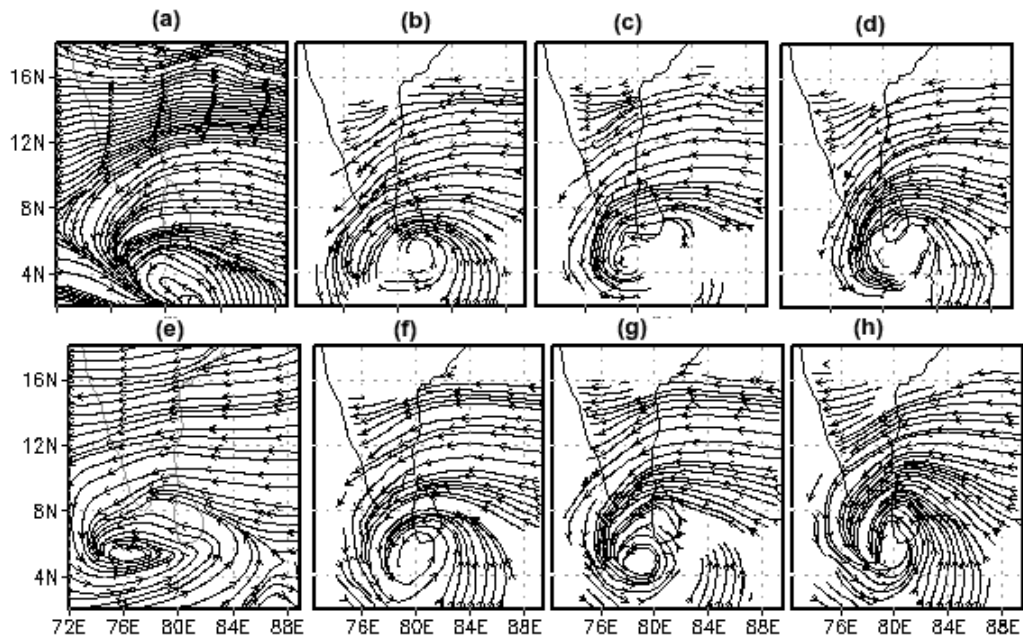 (a) (b) (c) (d)
16N
12N
8N
4N
(e) (f) (g) (h)
16N
12N
8N
4N
72E 76E 80E 84E 88E 76E 80E 84E 88E 76E 80E 84E 88E 76E 80E 84E 88E